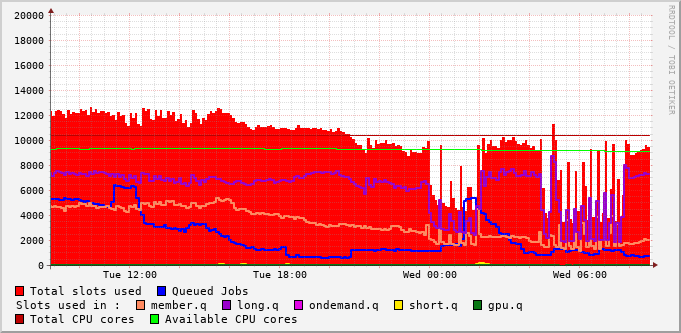 RRDTOOL / TOBI OETIKER
20000
18000
16000
14000
12000
10000
8000
6000
4000
2000
0
Tue 12:00 Tue 18:00 Wed 00:00 Wed 06:00
Total slots used Queued Jobs
Slots used in : member.q long.q ondemand.q short.q gpu.q
Total CPU cores Available CPU cores